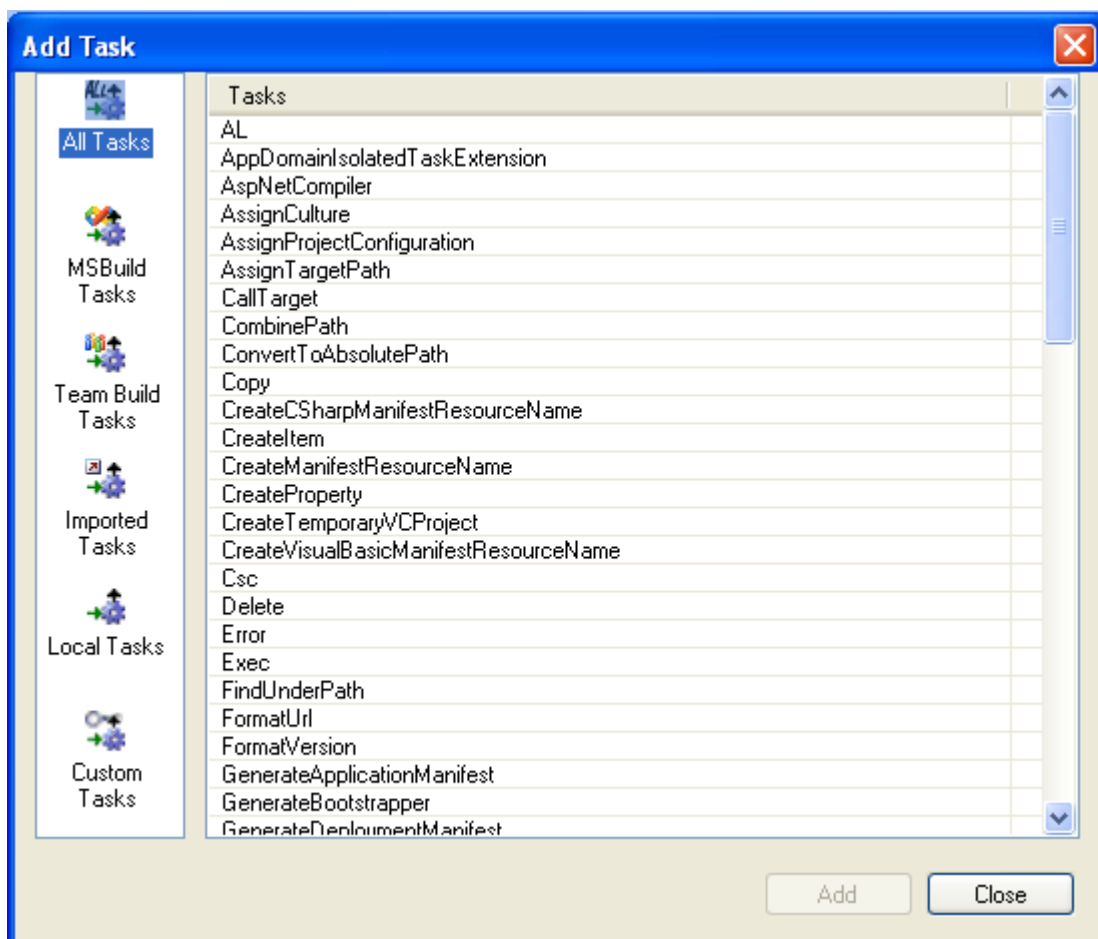 Add Task
ALL
All Tasks
MSBuild
Tasks
Team Build
Tasks
Imported
Tasks
Local Tasks
Custom
Tasks
Tasks
AL
AppDomainIsolatedTaskExtension
AspNetCompiler
AssignCulture
AssignProjectConfiguration
AssignTargetPath
CallTarget
CombinePath
ConvertToAbsolutePath
Copy
CreateCSharpManifestResourceName
CreateItem
CreateManifestResourceName
CreateProperty
CreateTemporaryVCProject
CreateVisualBasicManifestResourceName
Csc
Delete
Error
Exec
FindUnderPath
FormatUrl
FormatVersion
GenerateApplicationManifest
GenerateBootstrapper
GenerateDeploymentManifest
Add
Close